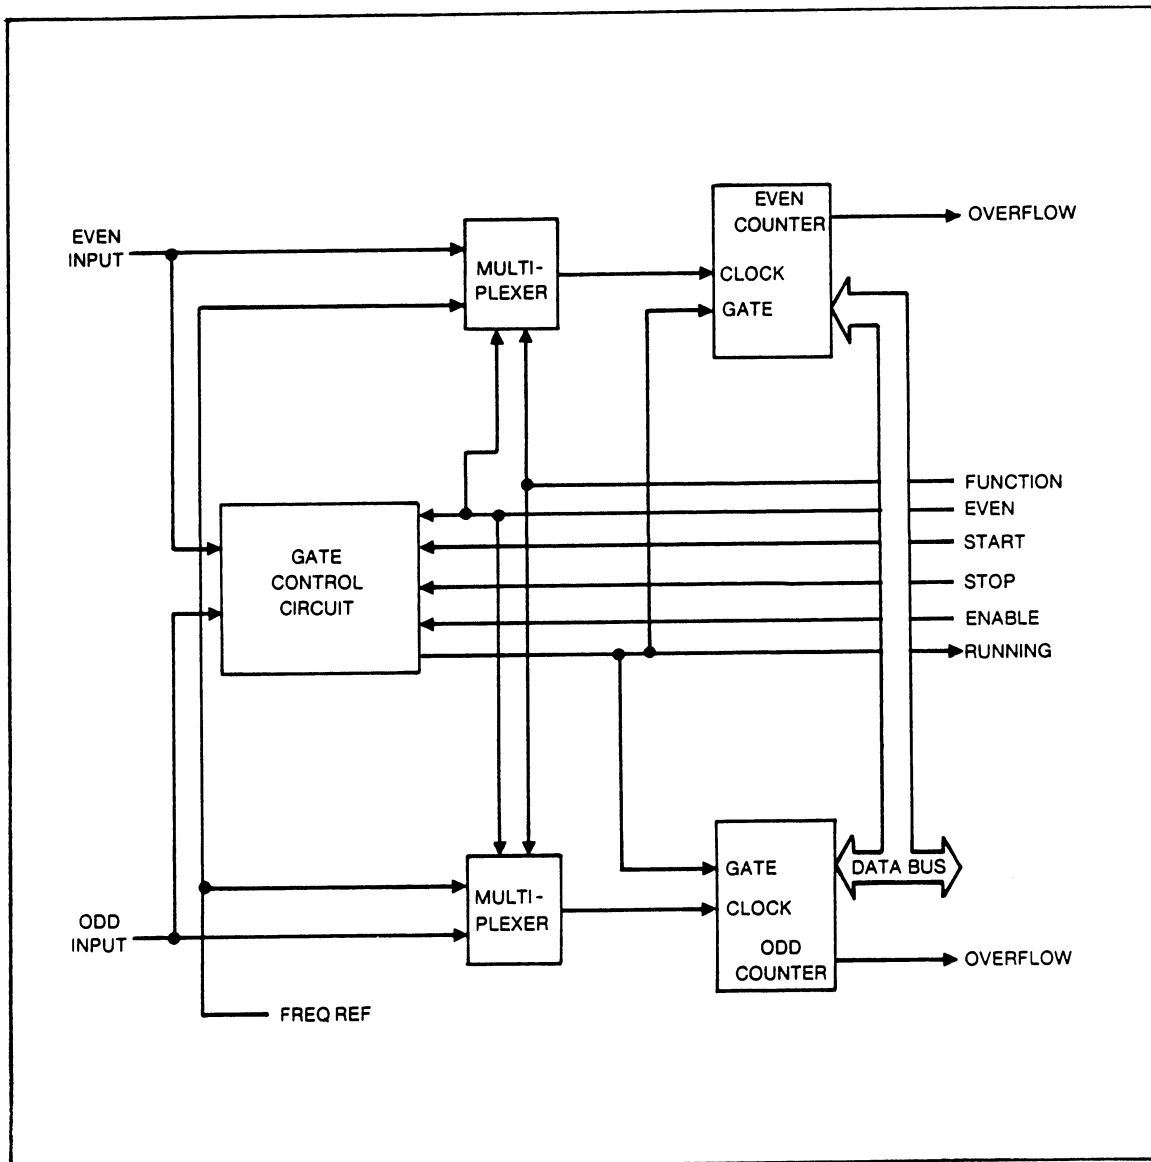 EVEN
COUNTER
OVERFLOW
EVEN
INPUT
MULTI-
PLEXER
CLOCK
GATE
FUNCTION
EVEN
START
STOP
ENABLE
RUNNING
GATE
CONTROL
CIRCUIT
GATE
CLOCK
ODD
COUNTER
DATA BUS
MULTI-
PLEXER
ODD
INPUT
OVERFLOW
FREQ REF